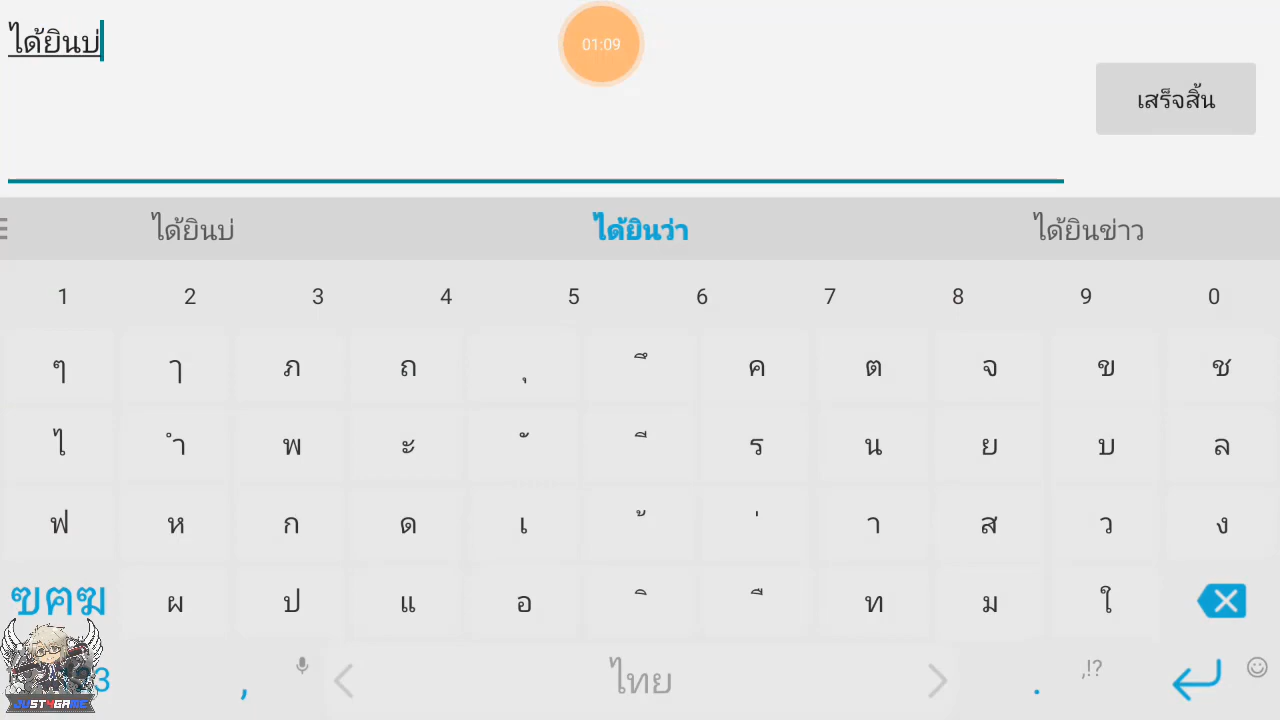 ได้ยินบ่
01:09
เสร็จสิ้น
ได้ยินบ่ ได้ยินว่า ได้ยินข่าว
1 2 3 4 5 6 7 8 9 0
ๆ ๅ ภ ถ ุ ึ ค ต จ ข ช
ไ ำ พ ะ ั ี ร น ย บ ล
ฟ ห ก ด เ ้ ่ า ส ว ง
ฃคฆ ผ ป แ อ ิ ื ท ม ใ
, ไทย . ,!?
JUST4GAME